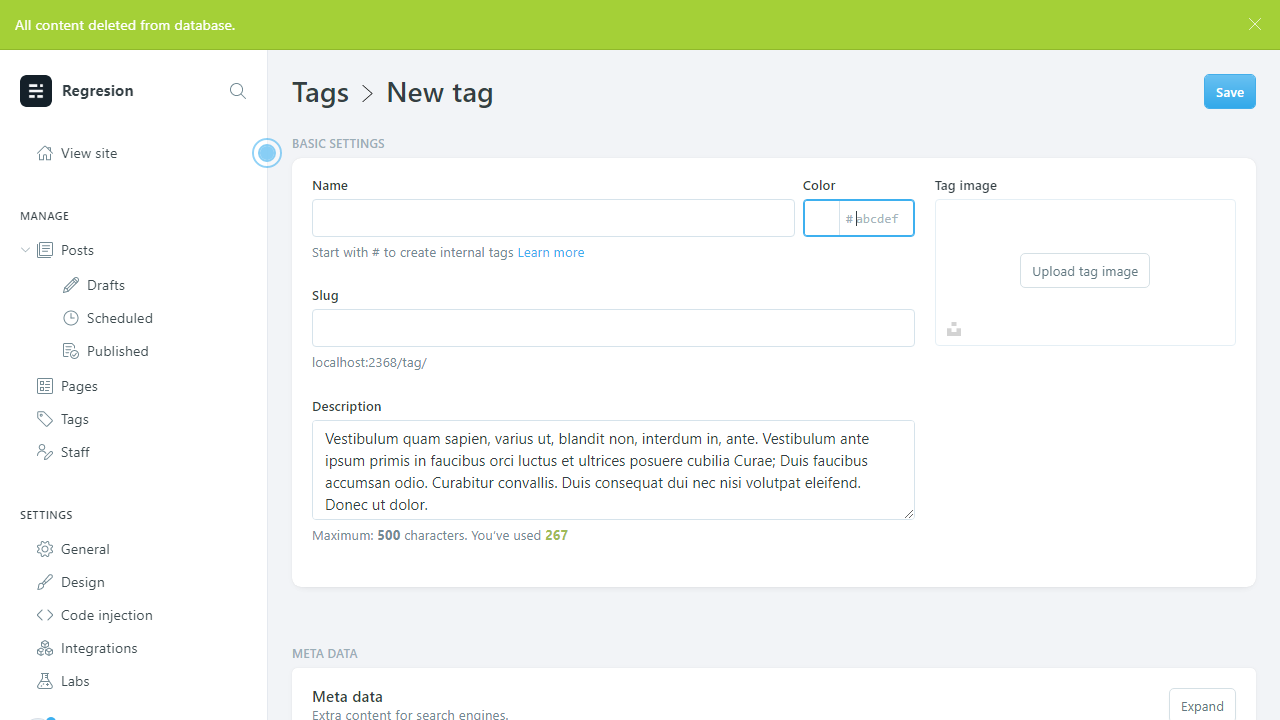 All content deleted from database.
Regresion
View site
MANAGE
Posts
Drafts
Scheduled
Published
Pages
Tags
Staff
SETTINGS
General
Design
Code injection
Integrations
Labs
Tags > New tag
Save
BASIC SETTINGS
Name
Start with # to create internal tags Learn more
Color
#abcdef
Slug
localhost:2368/tag/
Description
Vestibulum quam sapien, varius ut, blandit non, interdum in, ante. Vestibulum ante
ipsum primis in faucibus orci luctus et ultrices posuere cubilia Curae; Duis faucibus
accumsan odio. Curabitur convallis. Duis consequat dui nec nisi volutpat eleifend.
Donec ut dolor.
Maximum: 500 characters. You've used 267
Tag image
Upload tag image
META DATA
Meta data
Extra content for search engines.
Expand